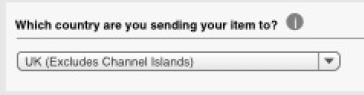 Which country are you sending your item to? i
UK (Excludes Channel Islands)